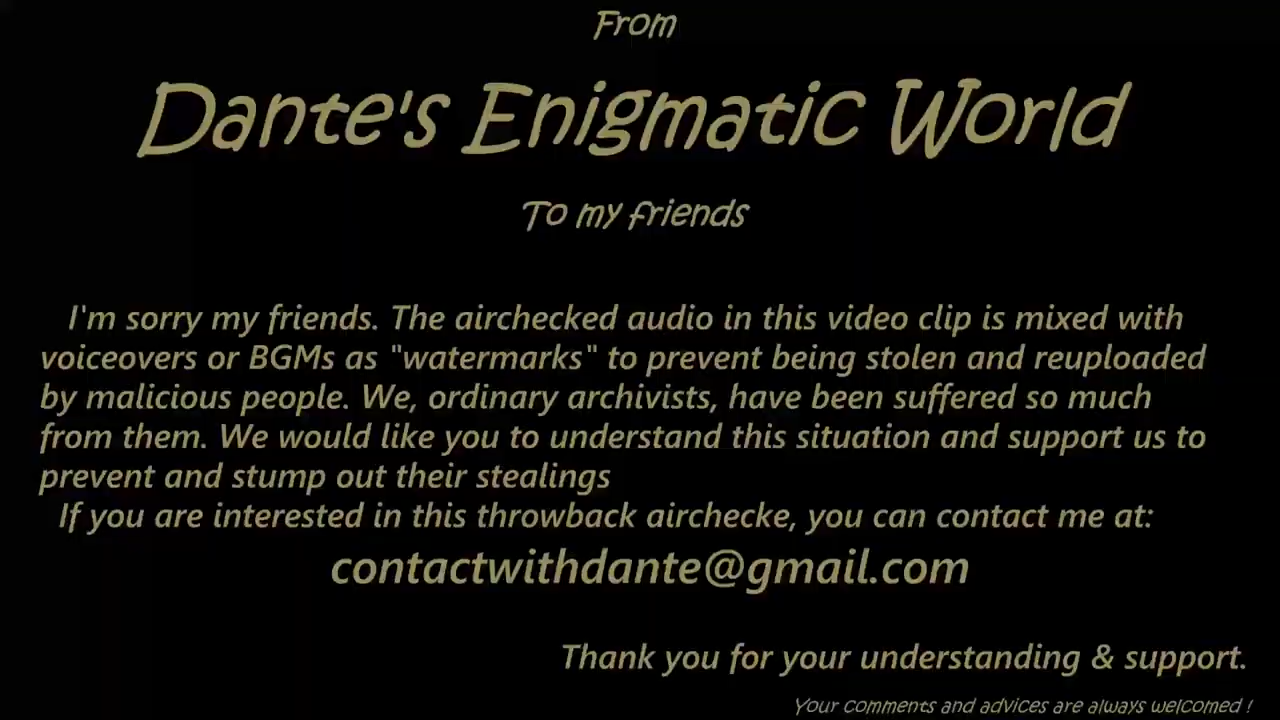 From
Dante's Enigmatic World
To my friends
I'm sorry my friends. The airchecked audio in this video clip is mixed with
voiceovers or BGMs as "watermarks" to prevent being stolen and reuploaded
by malicious people. We, ordinary archivists, have been suffered so much
from them. We would like you to understand this situation and support us to
prevent and stump out their stealings
If you are interested in this throwback airchecke, you can contact me at:
contactwithdante@gmail.com
Thank you for your understanding & support.
Your comments and advices are always welcomed !